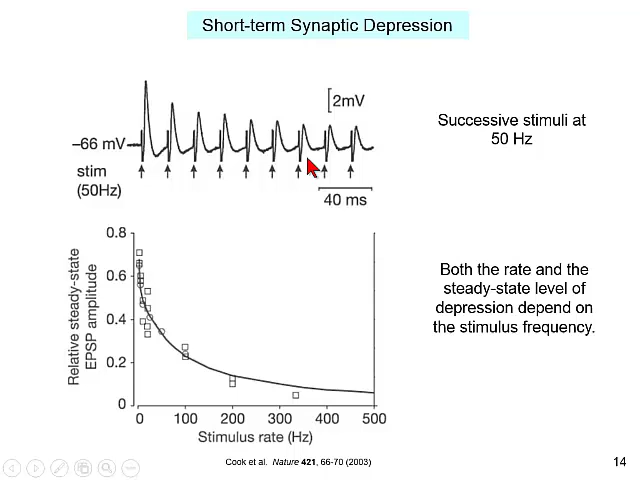 Short-term Synaptic Depression
2mV
Successive stimuli at
50 Hz
–66 mV
stim
(50Hz)
40 ms
0.8
0.6
0.4
0.2
0
Relative steady-state
EPSP amplitude
0 100 200 300 400 500
Stimulus rate (Hz)
Both the rate and the
steady-state level of
depression depend on
the stimulus frequency.
Cook et al. Nature 421, 66-70 (2003)
14